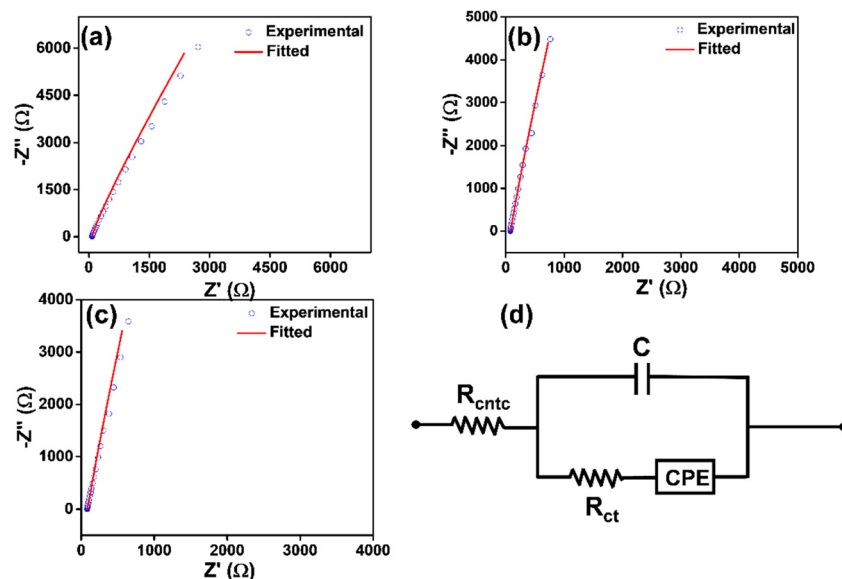 (a)
Experimental
Fitted
6000
4500
3000
1500
0
-Z" (Ω)
0 1500 3000 4500 6000
Z' (Ω)
(b)
Experimental
Fitted
5000
4000
3000
2000
1000
0
-Z" (Ω)
0 1000 2000 3000 4000 5000
Z' (Ω)
(c)
Experimental
Fitted
4000
3000
2000
1000
0
-Z" (Ω)
0 1000 2000 3000 4000
Z' (Ω)
(d)
C
Rcntc
CPE
Rct